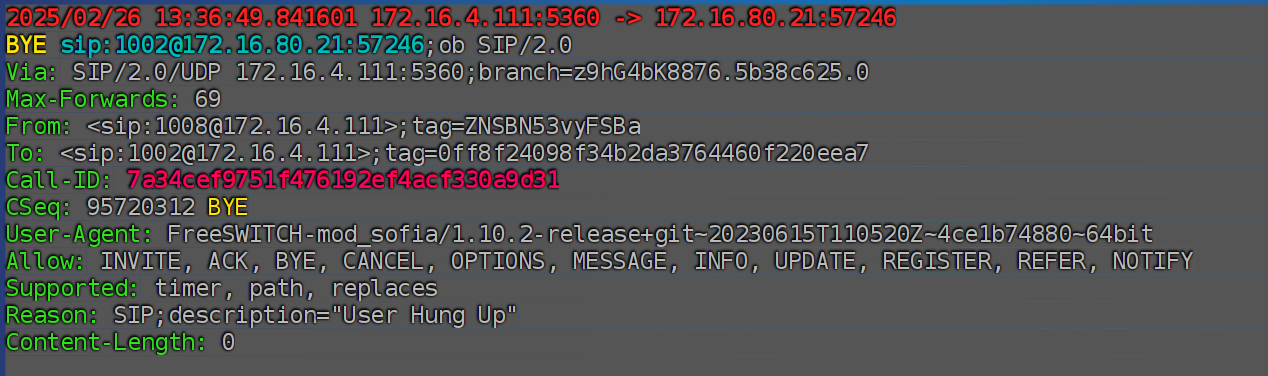 2025/02/26 13:36:49.841601 172.16.4.111:5360 -> 172.16.80.21:57246
BYE sip:1002@172.16.80.21:57246;ob SIP/2.0
Via: SIP/2.0/UDP 172.16.4.111:5360;branch=z9hG4bK8876.5b38c625.0
Max-Forwards: 69
From: <sip:1008@172.16.4.111>;tag=ZNSBN53vyFSBa
To: <sip:1002@172.16.4.111>;tag=0ff8f24098f34b2da3764460f220eea7
Call-ID: 7a34cef9751f476192ef4acf330a9d31
CSeq: 95720312 BYE
User-Agent: FreeSWITCH-mod_sofia/1.10.2-release+git~20230615T110520Z~4ce1b74880~64bit
Allow: INVITE, ACK, BYE, CANCEL, OPTIONS, MESSAGE, INFO, UPDATE, REGISTER, REFER, NOTIFY
Supported: timer, path, replaces
Reason: SIP;description="User Hung Up"
Content-Length: 0